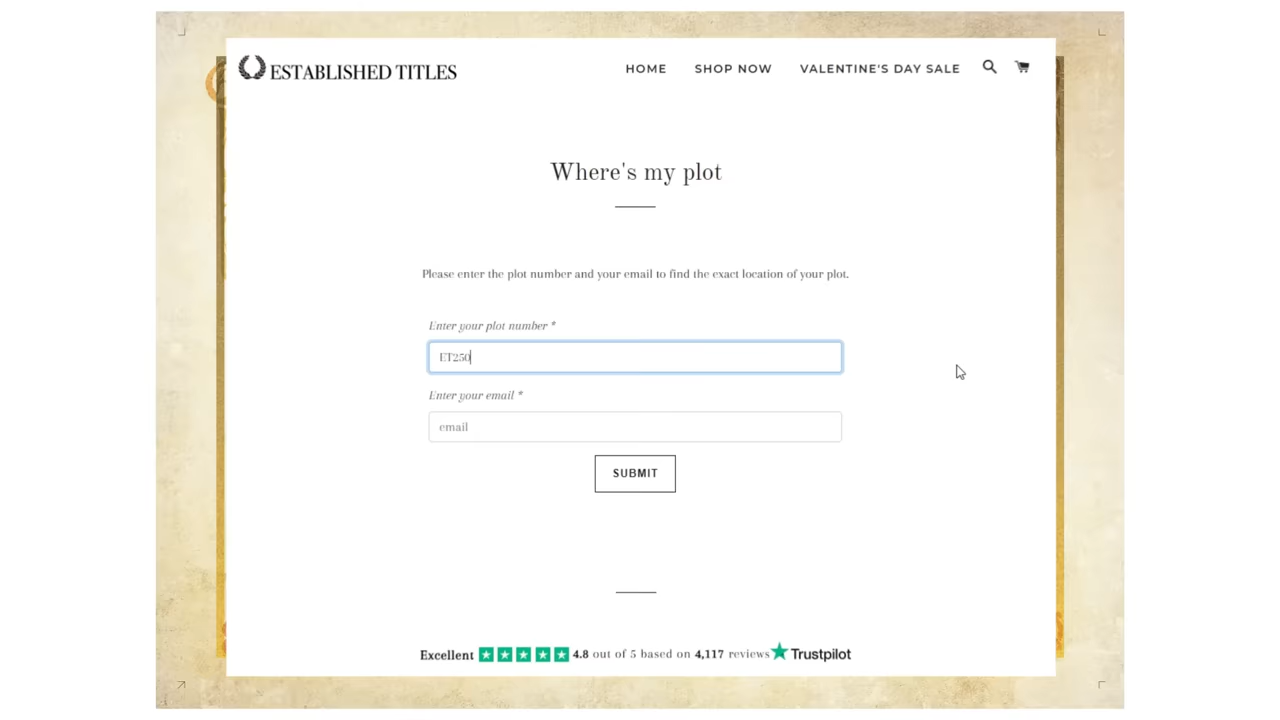 ESTABLISHED TITLES
HOME SHOP NOW VALENTINE'S DAY SALE
Where's my plot
Please enter the plot number and your email to find the exact location of your plot.
Enter your plot number *
ET250
Enter your email *
email
SUBMIT
Excellent 4.8 out of 5 based on 4,117 reviews Trustpilot